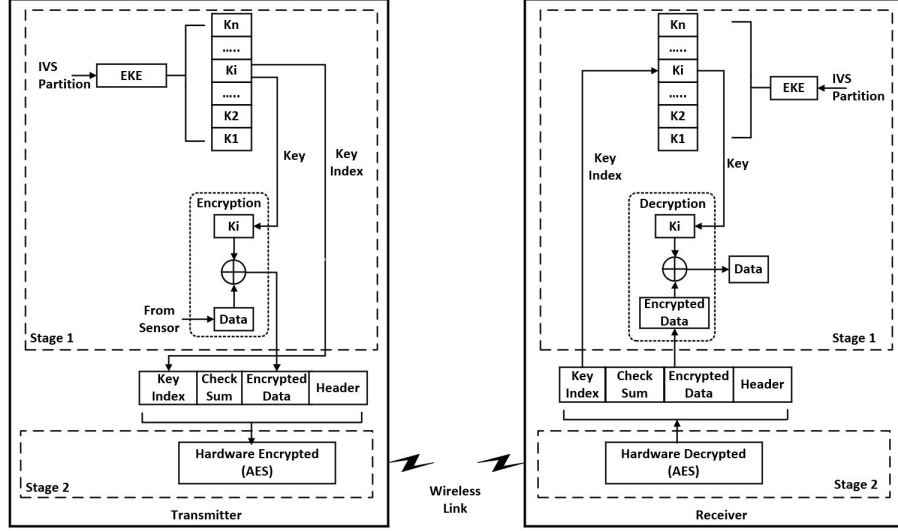 Kn
.....
IVS
Partition
EKE
Ki
.....
K2
K1
Key
Key
Index
Encryption
Ki
From
Sensor
Data
Stage 1
Key
Index
Check
Sum
Encrypted
Data
Header
Hardware Encrypted
(AES)
Stage 2
Transmitter
Wireless
Link
Kn
.....
Ki
.....
K2
K1
EKE
IVS
Partition
Key
Index
Key
Decryption
Ki
Data
Encrypted
Data
Stage 1
Key
Index
Check
Sum
Encrypted
Data
Header
Hardware Decrypted
(AES)
Stage 2
Receiver